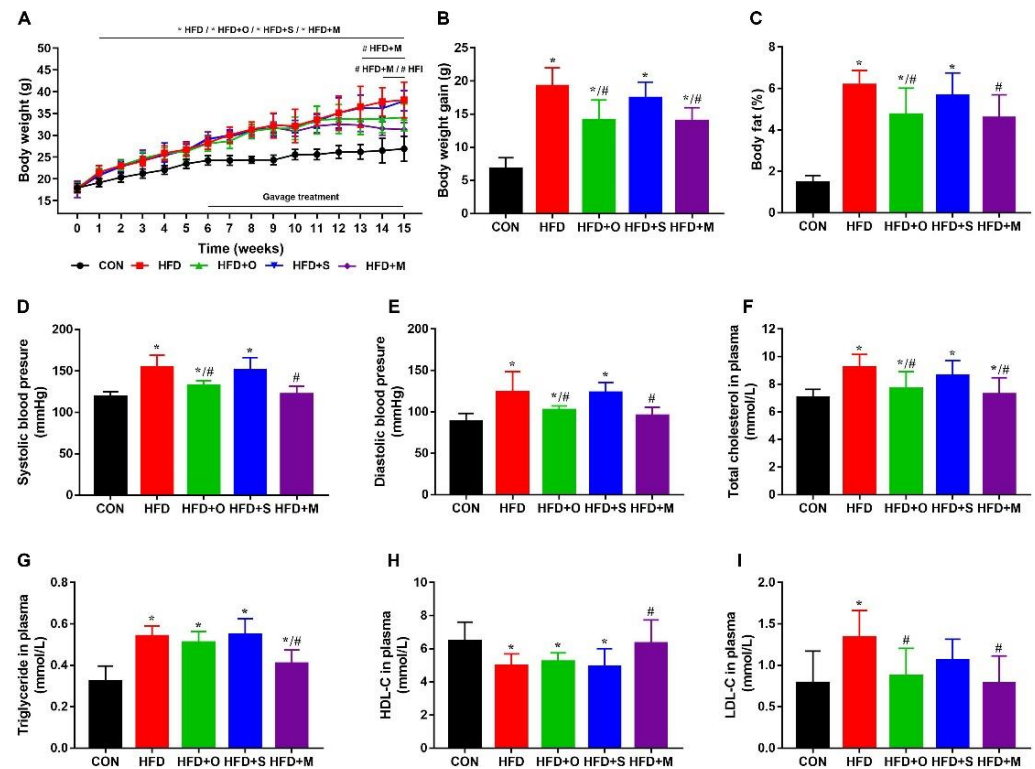 A
* HFD / * HFD+O / * HFD+S / * HFD+M
# HFD+M
# HFD+M / # HFI
Body weight (g)
50
45
40
35
30
25
20
15
Gavage treatment
0 1 2 3 4 5 6 7 8 9 10 11 12 13 14 15
Time (weeks)
CON HFD HFD+O HFD+S HFD+M
B
Body weight gain (g)
25
20
15
10
5
0
* */# * */#
CON HFD HFD+O HFD+S HFD+M
C
Body fat (%)
8
6
4
2
0
* */# * #
CON HFD HFD+O HFD+S HFD+M
D
Systolic blood presure
(mmHg)
200
150
100
50
0
* */# * #
CON HFD HFD+O HFD+S HFD+M
E
Diastolic blood presure
(mmHg)
200
150
100
50
0
* */# * #
CON HFD HFD+O HFD+S HFD+M
F
Total cholesterol in plasma
(mmol/L)
12
10
8
6
4
2
0
* */# * */#
CON HFD HFD+O HFD+S HFD+M
G
Triglyceride in plasma
(mmol/L)
0.8
0.6
0.4
0.2
0.0
* * * */#
CON HFD HFD+O HFD+S HFD+M
H
HDL-C in plasma
(mmol/L)
10
8
6
4
2
0
* * * #
CON HFD HFD+O HFD+S HFD+M
I
LDL-C in plasma
(mmol/L)
2.0
1.5
1.0
0.5
0.0
* # #
CON HFD HFD+O HFD+S HFD+M